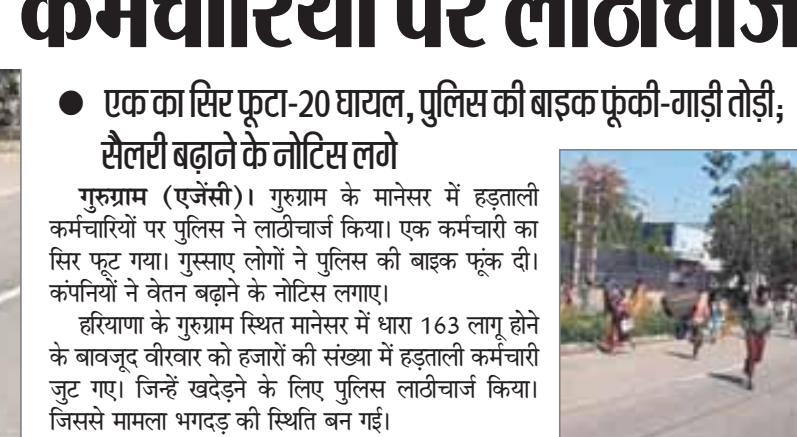 कर्मचारियों पर लाठीचार्ज
● एक का सिर फूटा-20 घायल, पुलिस की बाइक फूंकी-गाड़ी तोड़ी;
सैलरी बढ़ाने के नोटिस लगे
गुरुग्राम (एजेंसी)। गुरुग्राम के मानेसर में हड़ताली
कर्मचारियों पर पुलिस ने लाठीचार्ज किया। एक कर्मचारी का
सिर फूट गया। गुस्साए लोगों ने पुलिस की बाइक फूंक दी।
कंपनियों ने वेतन बढ़ाने के नोटिस लगाए।
हरियाणा के गुरुग्राम स्थित मानेसर में धारा 163 लागू होने
के बावजूद वीरवार को हजारों की संख्या में हड़ताली कर्मचारी
जुट गए। जिन्हें खदेड़ने के लिए पुलिस लाठीचार्ज किया।
जिससे मामला भगदड़ की स्थिति बन गई।